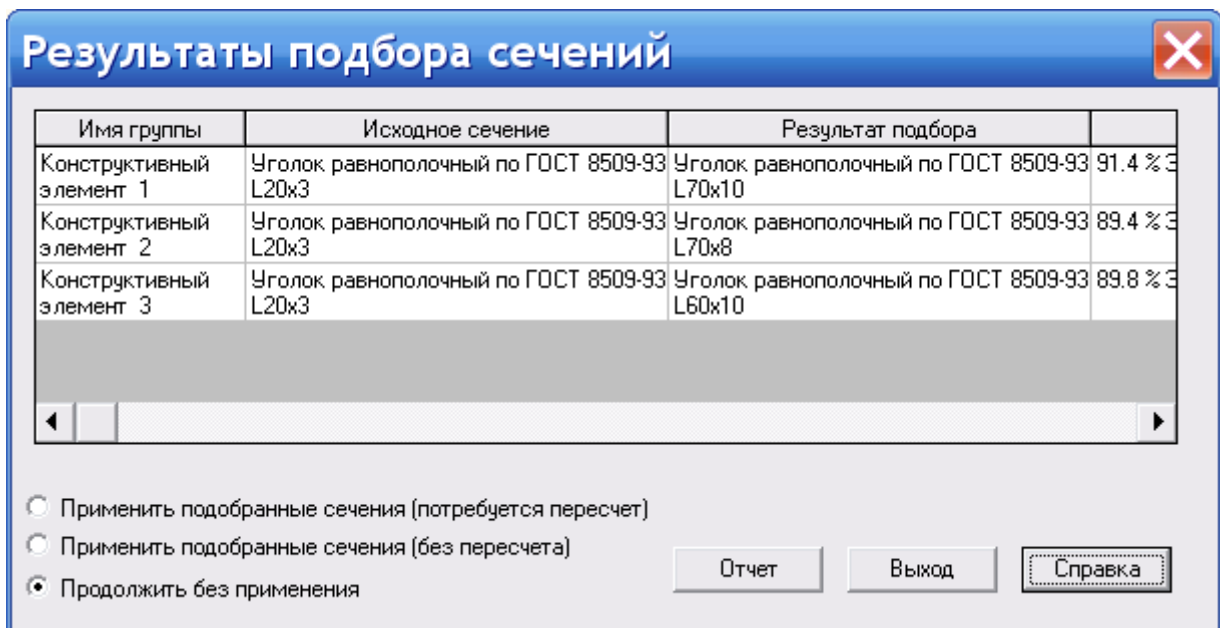 Результаты подбора сечений
Имя группы Исходное сечение Результат подбора
Конструктивный Уголок равнополочный по ГОСТ 8509-93 Уголок равнополочный по ГОСТ 8509-93 91.4 %
элемент 1 L20x3 L70x10
Конструктивный Уголок равнополочный по ГОСТ 8509-93 Уголок равнополочный по ГОСТ 8509-93 89.4 %
элемент 2 L20x3 L70x8
Конструктивный Уголок равнополочный по ГОСТ 8509-93 Уголок равнополочный по ГОСТ 8509-93 89.8 %
элемент 3 L20x3 L60x10
Применить подобранные сечения (потребуется пересчет)
Применить подобранные сечения (без пересчета)
Продолжить без применения
Отчет Выход Справка